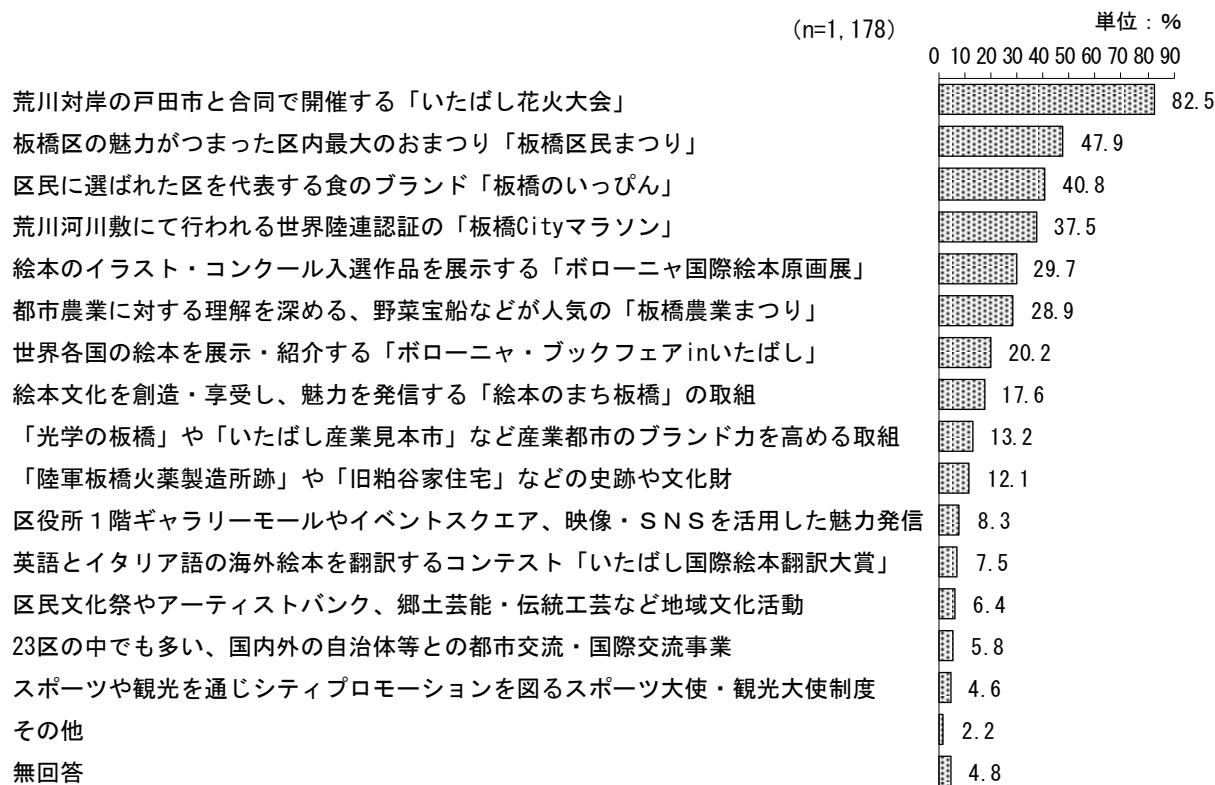 (n=1,178)
単位：％
0 10 20 30 40 50 60 70 80 90
荒川対岸の戸田市と合同で開催する「いたばし花火大会」 82.5
板橋区の魅力がつまった区内最大のおまつり「板橋区民まつり」 47.9
区民に選ばれた区を代表する食のブランド「板橋のいっぴん」 40.8
荒川河川敷にて行われる世界陸連認証の「板橋Cityマラソン」 37.5
絵本のイラスト・コンクール入選作品を展示する「ボローニャ国際絵本原画展」 29.7
都市農業に対する理解を深める、野菜宝船などが人気の「板橋農業まつり」 28.9
世界各国の絵本を展示・紹介する「ボローニャ・ブックフェアinいたばし」 20.2
絵本文化を創造・享受し、魅力を発信する「絵本のまち板橋」の取組 17.6
「光学の板橋」や「いたばし産業見本市」など産業都市のブランド力を高める取組 13.2
「陸軍板橋火薬製造所跡」や「旧粕谷家住宅」などの史跡や文化財 12.1
区役所１階ギャラリーモールやイベントスクエア、映像・ＳＮＳを活用した魅力発信 8.3
英語とイタリア語の海外絵本を翻訳するコンテスト「いたばし国際絵本翻訳大賞」 7.5
区民文化祭やアーティストバンク、郷土芸能・伝統工芸など地域文化活動 6.4
23区の中でも多い、国内外の自治体等との都市交流・国際交流事業 5.8
スポーツや観光を通じシティプロモーションを図るスポーツ大使・観光大使制度 4.6
その他 2.2
無回答 4.8